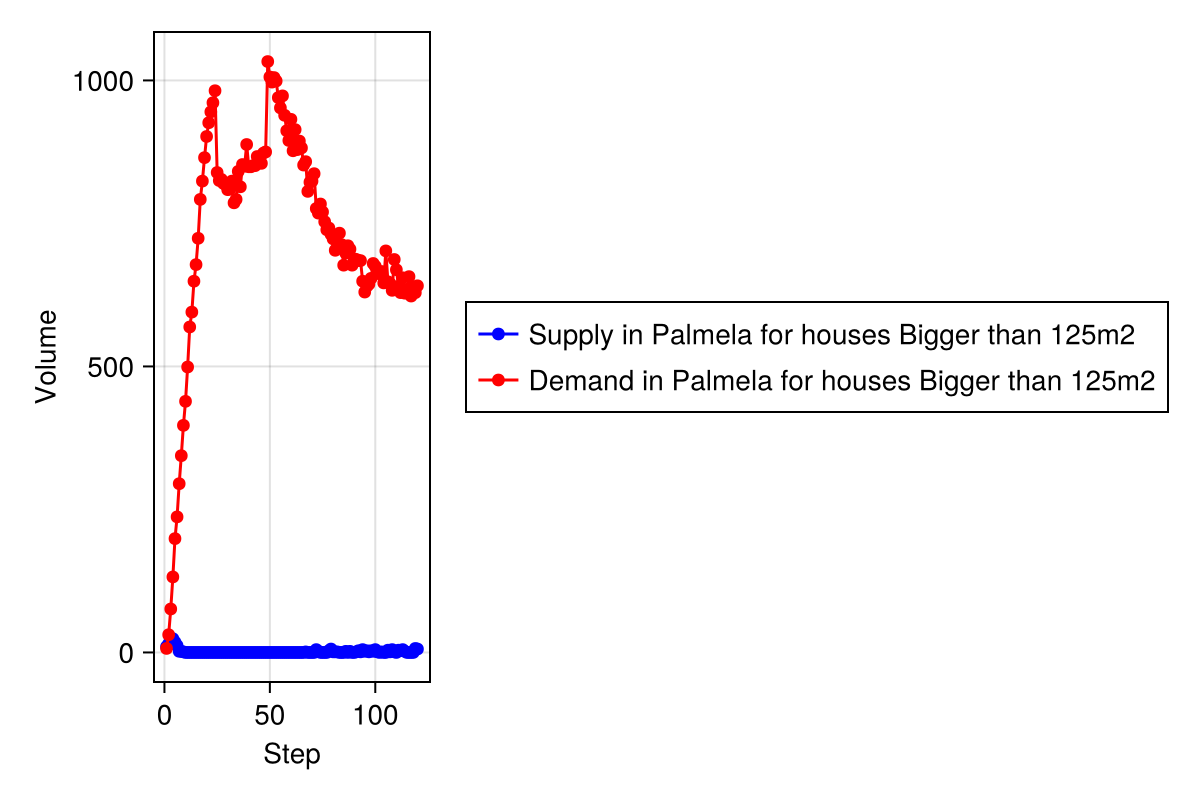 1000
500
0
Volume
0 50 100
Step
Supply in Palmela for houses Bigger than 125m2
Demand in Palmela for houses Bigger than 125m2